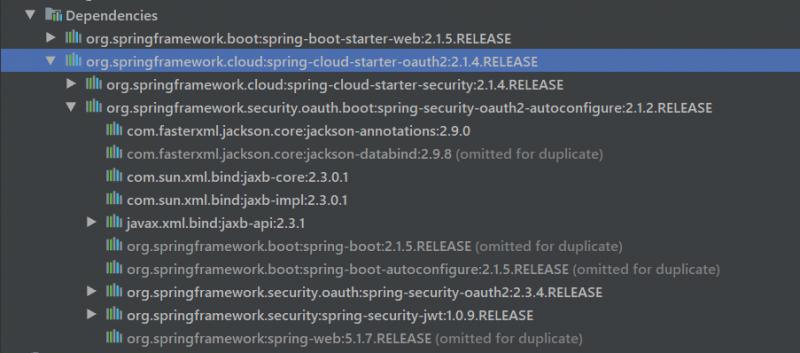 Dependencies
org.springframework.boot:spring-boot-starter-web:2.1.5.RELEASE
org.springframework.cloud:spring-cloud-starter-oauth2:2.1.4.RELEASE
org.springframework.cloud:spring-cloud-starter-security:2.1.4.RELEASE
org.springframework.security.oauth.boot:spring-security-oauth2-autoconfigure:2.1.2.RELEASE
com.fasterxml.jackson.core:jackson-annotations:2.9.0
com.fasterxml.jackson.core:jackson-databind:2.9.8 (omitted for duplicate)
com.sun.xml.bind:jaxb-core:2.3.0.1
com.sun.xml.bind:jaxb-impl:2.3.0.1
javax.xml.bind:jaxb-api:2.3.1
org.springframework.boot:spring-boot:2.1.5.RELEASE (omitted for duplicate)
org.springframework.boot:spring-boot-autoconfigure:2.1.5.RELEASE (omitted for duplicate)
org.springframework.security.oauth:spring-security-oauth2:2.3.4.RELEASE
org.springframework.security:spring-security-jwt:1.0.9.RELEASE
org.springframework:spring-web:5.1.7.RELEASE (omitted for duplicate)